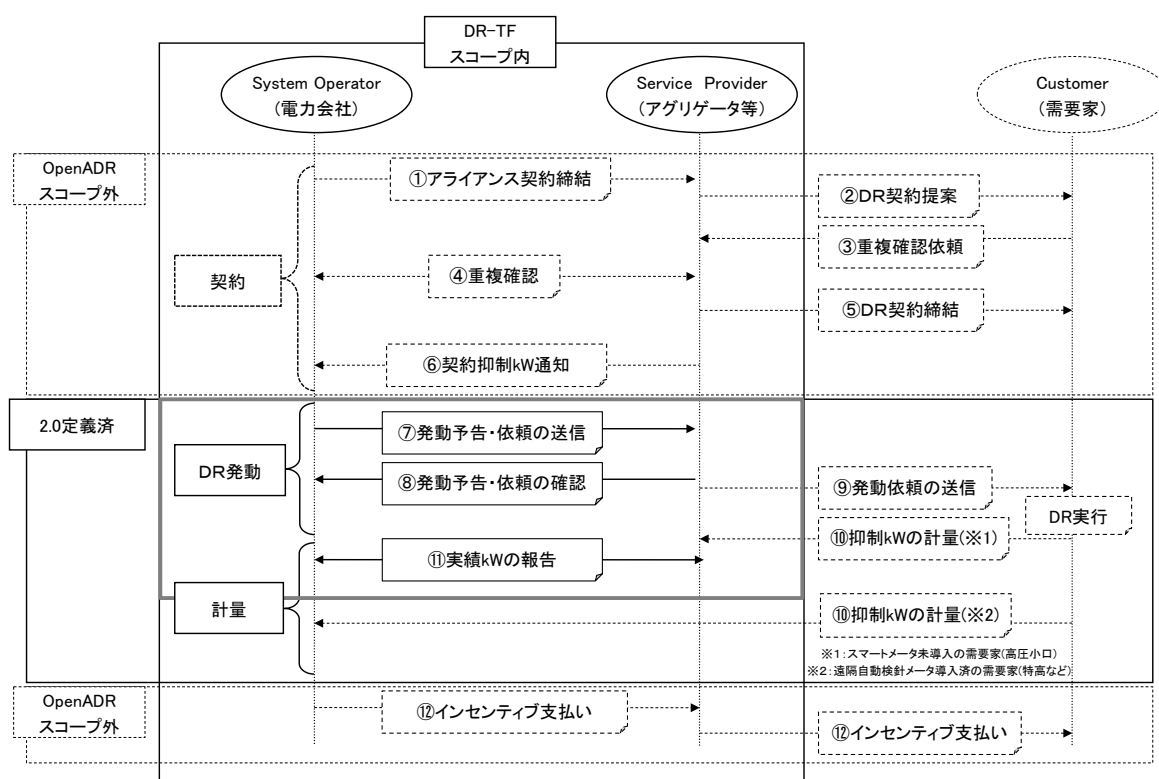 DR-TF
スコープ内
System Operator
（電力会社）
Service Provider
（アグリゲータ等）
Customer
（需要家）
OpenADR
スコープ外
①アライアンス契約締結
②DR契約提案
③重複確認依頼
契約
④重複確認
⑤DR契約締結
⑥契約抑制kW通知
2.0定義済
⑦発動予告・依頼の送信
DR発動
⑧発動予告・依頼の確認
⑨発動依頼の送信
DR実行
⑩抑制kWの計量(※1)
⑪実績kWの報告
計量
⑩抑制kWの計量(※2)
※1：スマートメータ未導入の需要家(高圧小口)
※2：遠隔自動検針メータ導入済の需要家(特高など)
OpenADR
スコープ外
⑫インセンティブ支払い
⑫インセンティブ支払い